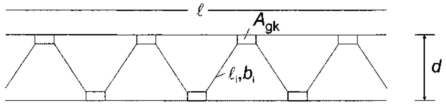 ℓ
A_gk
ℓ_i,b_i
d